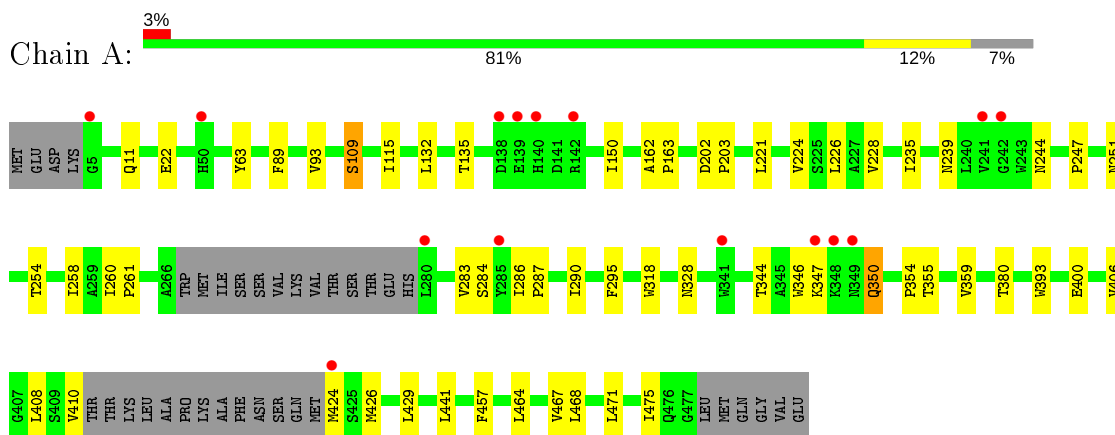 3%
Chain A:
81% 12% 7%
MET GLU ASP LYS G5 Q11 E22 H50 Y63 F89 V93 S109 I115 L132 T135 D138 E139 H140 D141 R142 I150 A162 P163 D202 P203 L221 V224 S225 L226 A227 V228 I235 N239 L240 V241 G242 W243 N244 P247 N251
T254 I258 A259 I260 P261 A266 TRP MET ILE SER SER VAL LYS VAL THR SER THR GLU HIS L280 V283 S284 Y285 I286 P287 I290 F295 W318 N328 W341 T344 A345 W346 K347 K348 N349 Q350 P354 T355 V359 T380 W393 E400 V406
G407 L408 S409 V410 THR THR LYS LEU ALA PRO LYS ALA PHE ASN SER GLN MET M424 S425 M426 L429 L441 F457 L464 V467 L468 L471 I475 Q476 G477 LEU MET GLN GLY VAL GLU